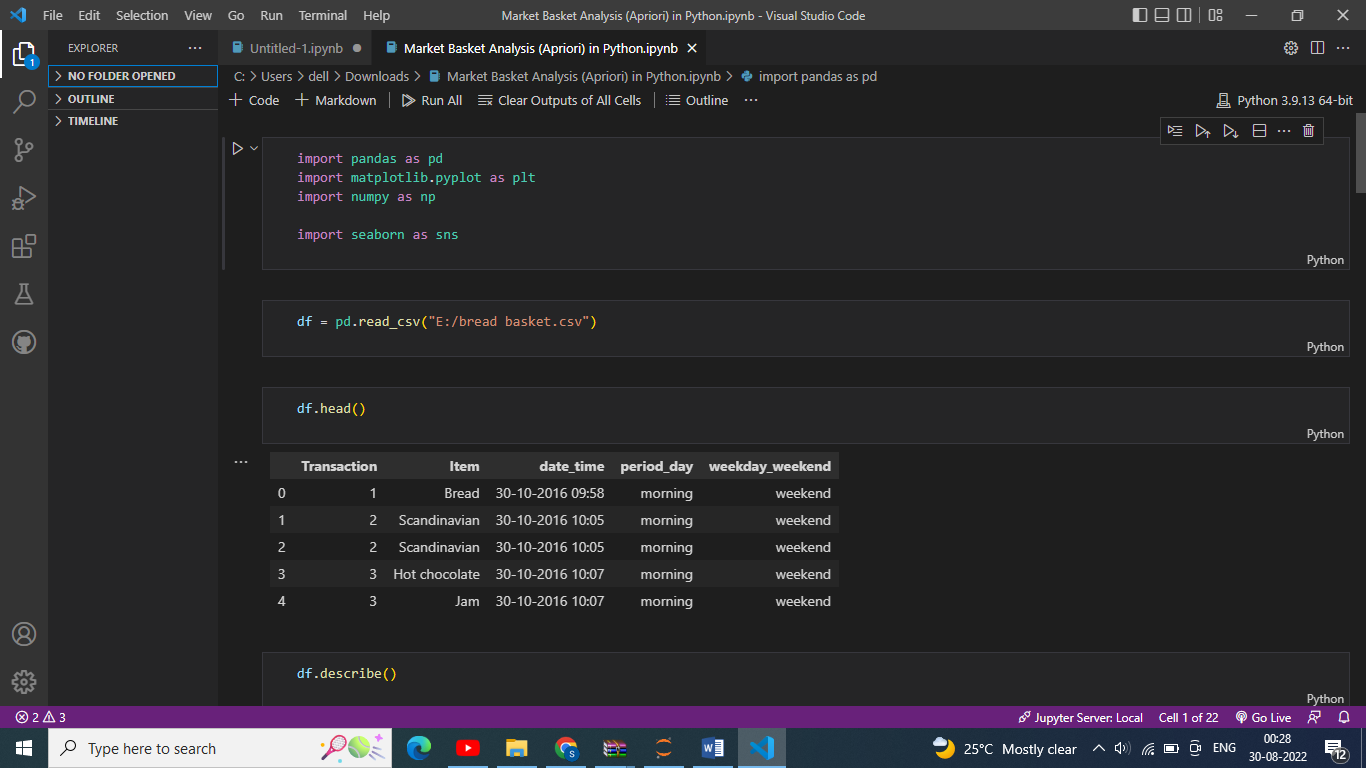 File Edit Selection View Go Run Terminal Help Market Basket Analysis (Apriori) in Python.ipynb - Visual Studio Code
EXPLORER
Untitled-1.ipynb
Market Basket Analysis (Apriori) in Python.ipynb
NO FOLDER OPENED
OUTLINE
TIMELINE
C: > Users > dell > Downloads > Market Basket Analysis (Apriori) in Python.ipynb > import pandas as pd
+ Code + Markdown Run All Clear Outputs of All Cells Outline ... Python 3.9.13 64-bit
import pandas as pd
import matplotlib.pyplot as plt
import numpy as np
import seaborn as sns
Python
df = pd.read_csv("E:/bread basket.csv")
Python
df.head()
Python
Transaction Item date_time period_day weekday_weekend
0 1 Bread 30-10-2016 09:58 morning weekend
1 2 Scandinavian 30-10-2016 10:05 morning weekend
2 2 Scandinavian 30-10-2016 10:05 morning weekend
3 3 Hot chocolate 30-10-2016 10:07 morning weekend
4 3 Jam 30-10-2016 10:07 morning weekend
df.describe()
Python
1
2 3 Jupyter Server: Local Cell 1 of 22 Go Live
Type here to search
25°C Mostly clear ENG 00:28
30-08-2022
12